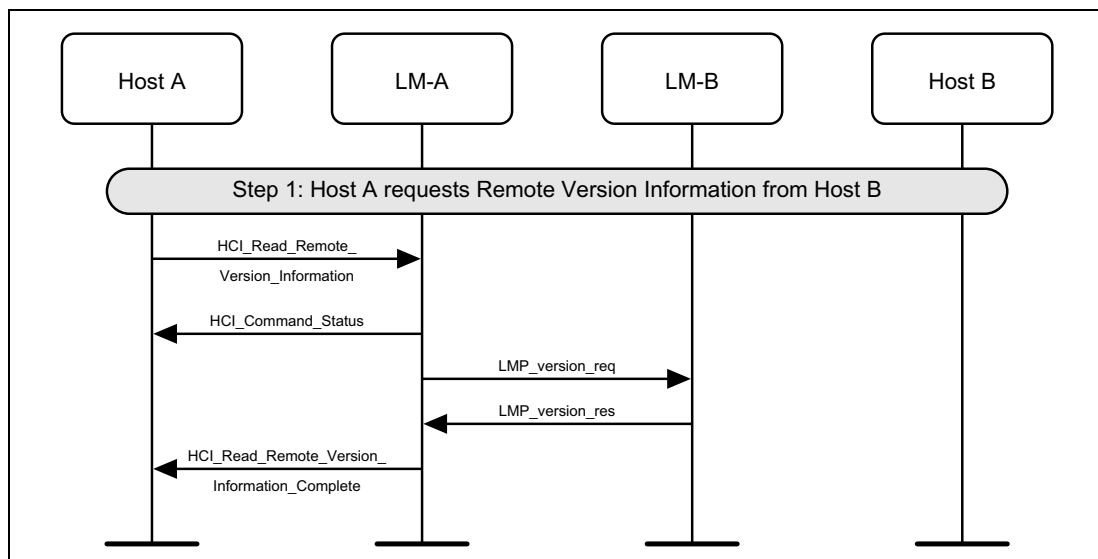 Host A
LM-A
LM-B
Host B
Step 1: Host A requests Remote Version Information from Host B
HCI_Read_Remote_
Version_Information
HCI_Command_Status
LMP_version_req
LMP_version_res
HCI_Read_Remote_Version_
Information_Complete